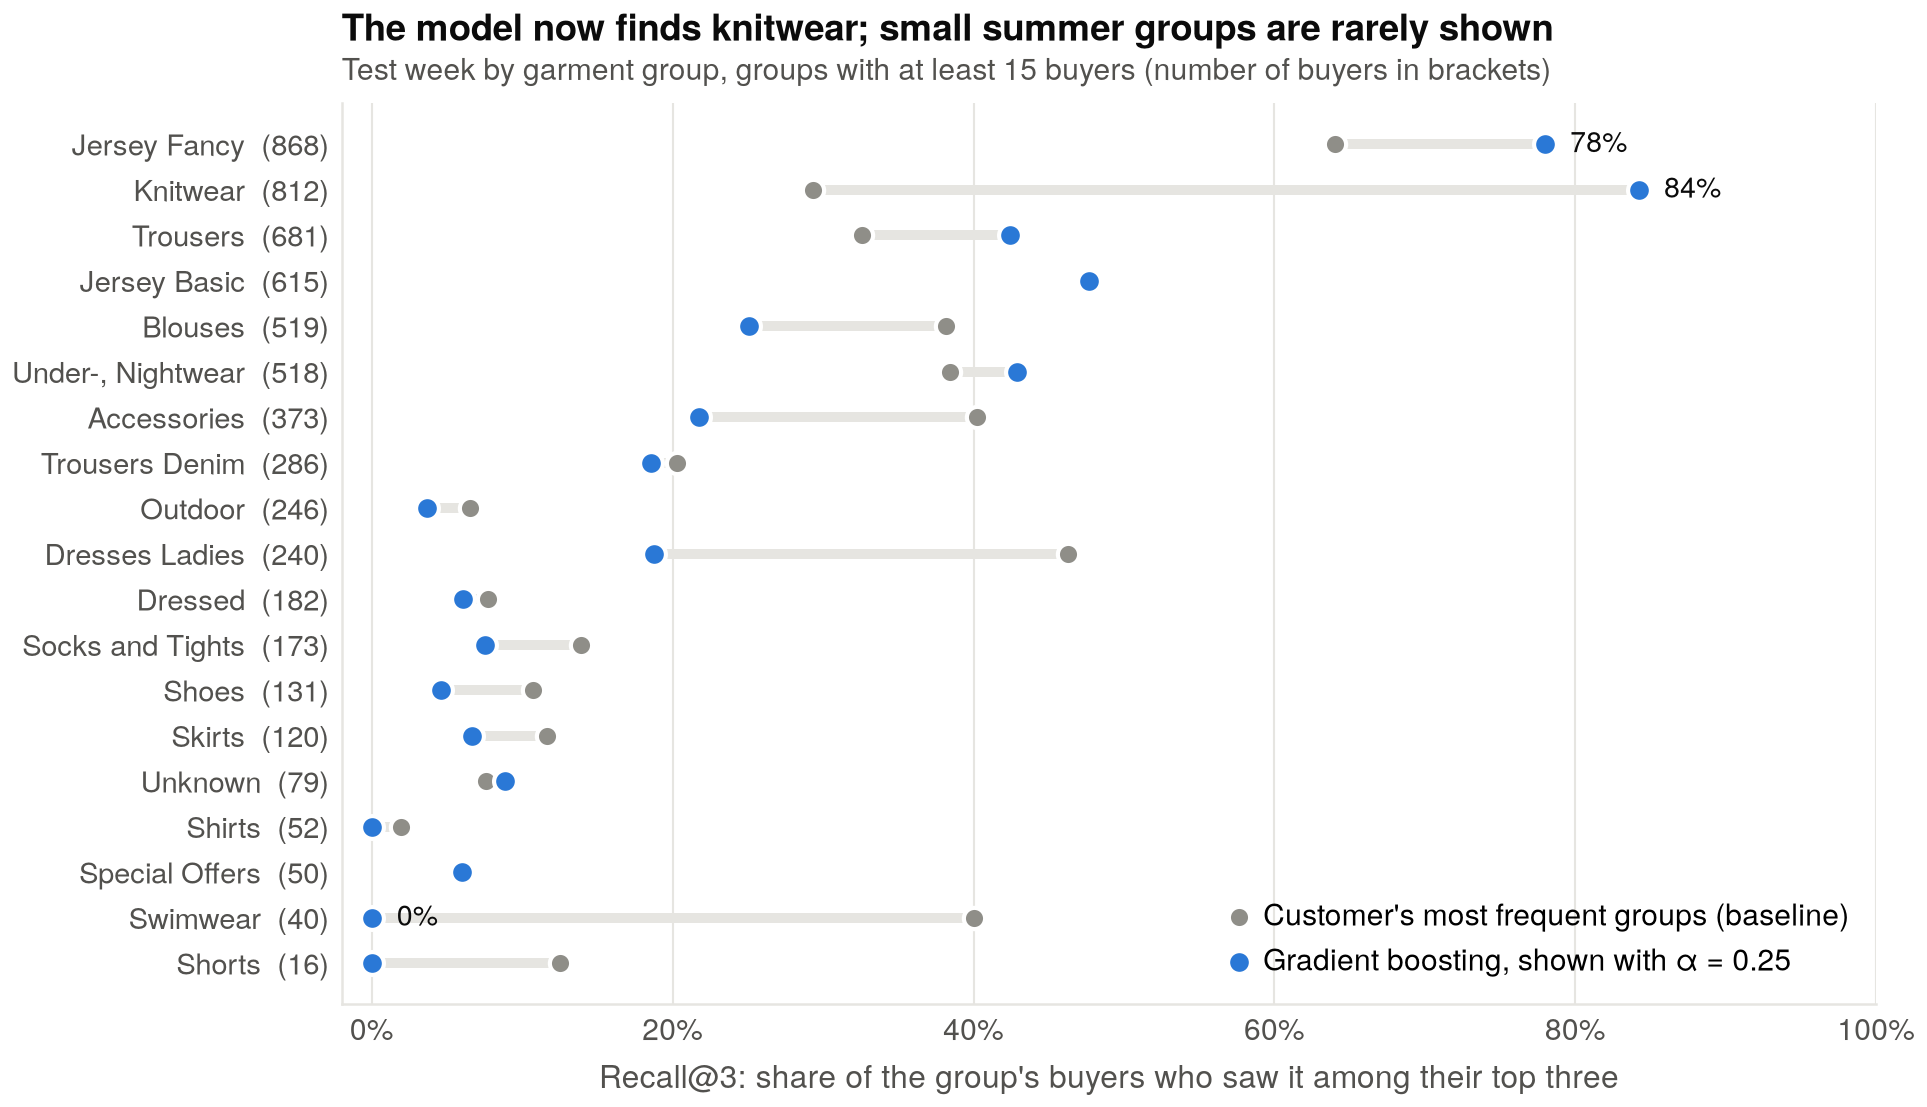 The model now finds knitwear; small summer groups are rarely shown
Test week by garment group, groups with at least 15 buyers (number of buyers in brackets)
Jersey Fancy (868)
78%
Knitwear (812)
84%
Trousers (681)
Jersey Basic (615)
Blouses (519)
Under-, Nightwear (518)
Accessories (373)
Trousers Denim (286)
Outdoor (246)
Dresses Ladies (240)
Dressed (182)
Socks and Tights (173)
Shoes (131)
Skirts (120)
Unknown (79)
Shirts (52)
Special Offers (50)
Swimwear (40)
0%
Shorts (16)
Customer's most frequent groups (baseline)
Gradient boosting, shown with α = 0.25
0% 20% 40% 60% 80% 100%
Recall@3: share of the group's buyers who saw it among their top three